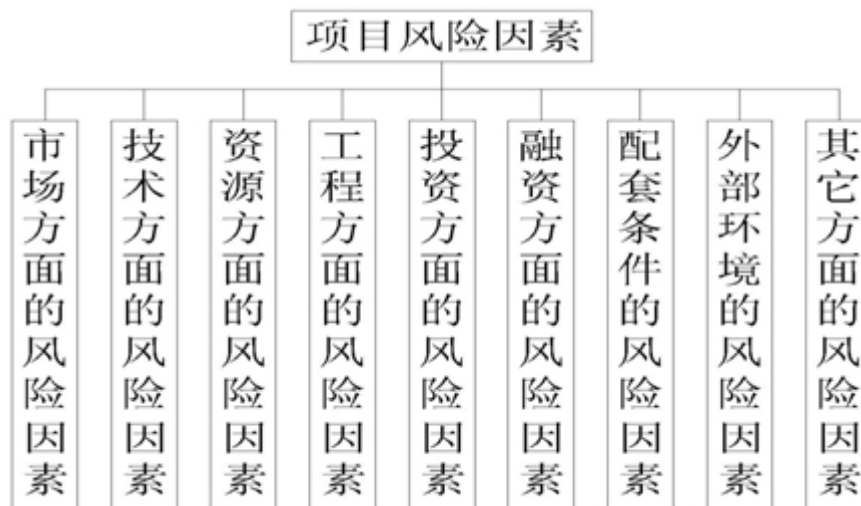 项目风险因素
市场方面的风险因素
技术方面的风险因素
资源方面的风险因素
工程方面的风险因素
投资方面的风险因素
融资方面的风险因素
配套条件的风险因素
外部环境的风险因素
其它方面的风险因素